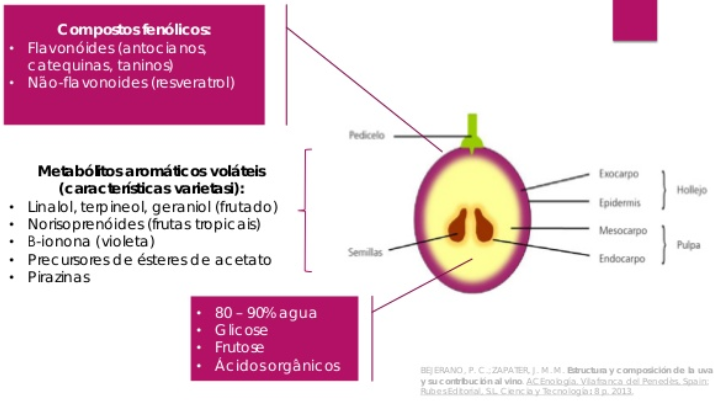 Compostos fenólicos:
• Flavonóides (antocianos,
catequinas, taninos)
• Não-flavonoides (resveratrol)
Metabólitos aromáticos voláteis
(características varietasi):
• Linalol, terpineol, geraniol (frutado)
• Norisoprenóides (frutas tropicais)
• B-ionona (violeta)
• Precursores de ésteres de acetato
• Pirazinas
• 80 – 90% agua
• Glicose
• Frutose
• Ácidos orgânicos
Pedicelo
Semillas
Exocarpo
Epidermis
Hollejo
Mesocarpo
Endocarpo
Pulpa
BEJERANO, P. C.; ZAPATER, J. M. M. Estructura y composición de la uva
y su contribución al vino. ACEnología, Vilafranca del Penedès, Spain:
Rubes Editorial, S.L. Ciencia y Tecnología: 8 p. 2013.